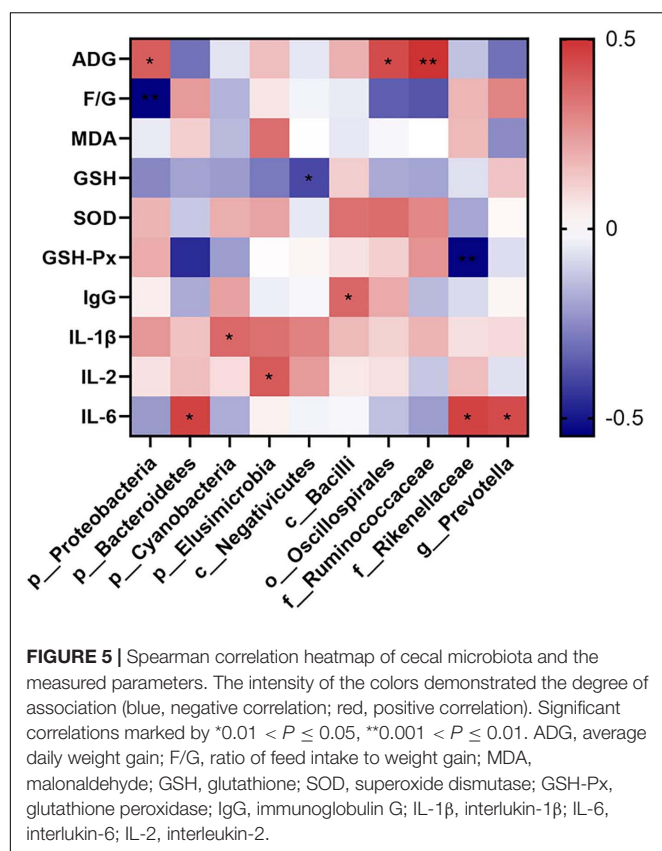 ADG
F/G
MDA
GSH
SOD
GSH-Px
IgG
IL-1β
IL-2
IL-6
* * **
**
*
**
*
*
*
* * *
0.5
0
-0.5
p__Proteobacteria
p__Bacteroidetes
p__Cyanobacteria
p__Elusimicrobia
c__Negativicutes
c__Bacilli
o__Oscillospirales
f__Ruminococcaceae
f__Rikenellaceae
g__Prevotella
FIGURE 5 | Spearman correlation heatmap of cecal microbiota and the
measured parameters. The intensity of the colors demonstrated the degree of
association (blue, negative correlation; red, positive correlation). Significant
correlations marked by *0.01 < P ≤ 0.05, **0.001 < P ≤ 0.01. ADG, average
daily weight gain; F/G, ratio of feed intake to weight gain; MDA,
malonaldehyde; GSH, glutathione; SOD, superoxide dismutase; GSH-Px,
glutathione peroxidase; IgG, immunoglobulin G; IL-1β, interlukin-1β; IL-6,
interlukin-6; IL-2, interleukin-2.